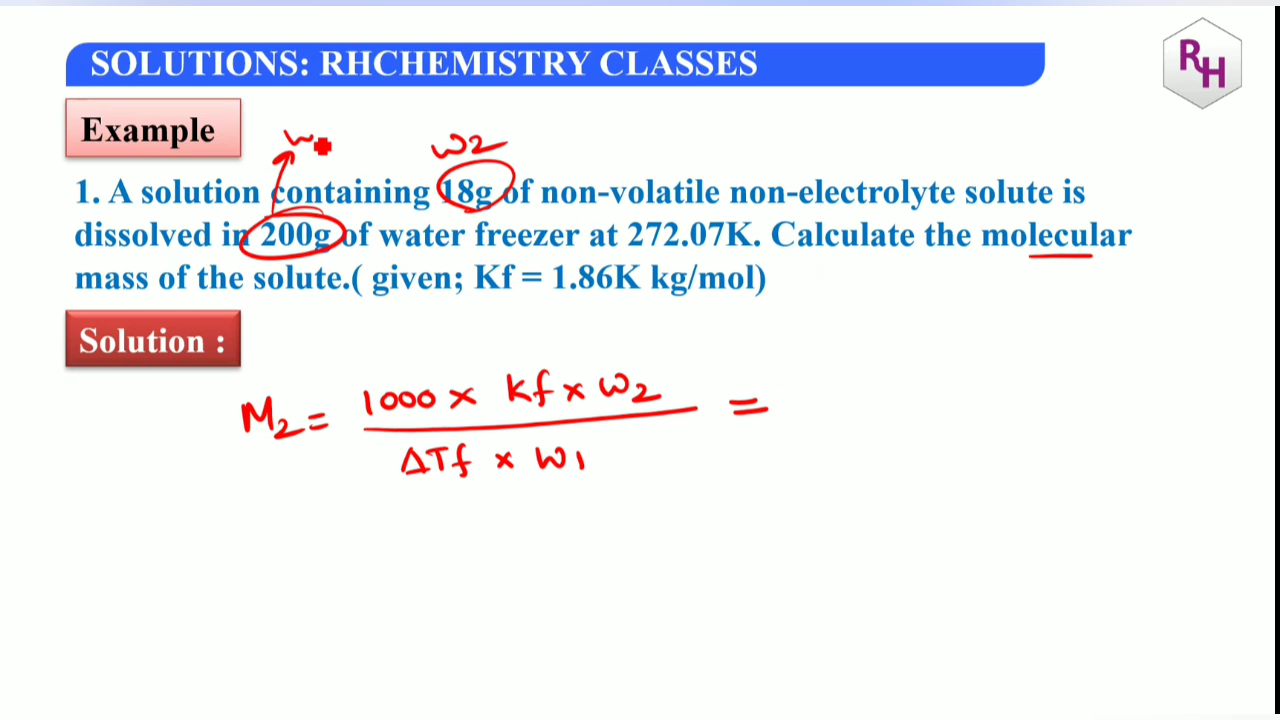 SOLUTIONS: RHCHEMISTRY CLASSES
RH
Example
W2
1. A solution containing 18g of non-volatile non-electrolyte solute is
dissolved in 200g of water freezer at 272.07K. Calculate the molecular
mass of the solute.( given; Kf = 1.86K kg/mol)
Solution :
M2 = 1000 × Kf × W2 =
ΔTf × W1